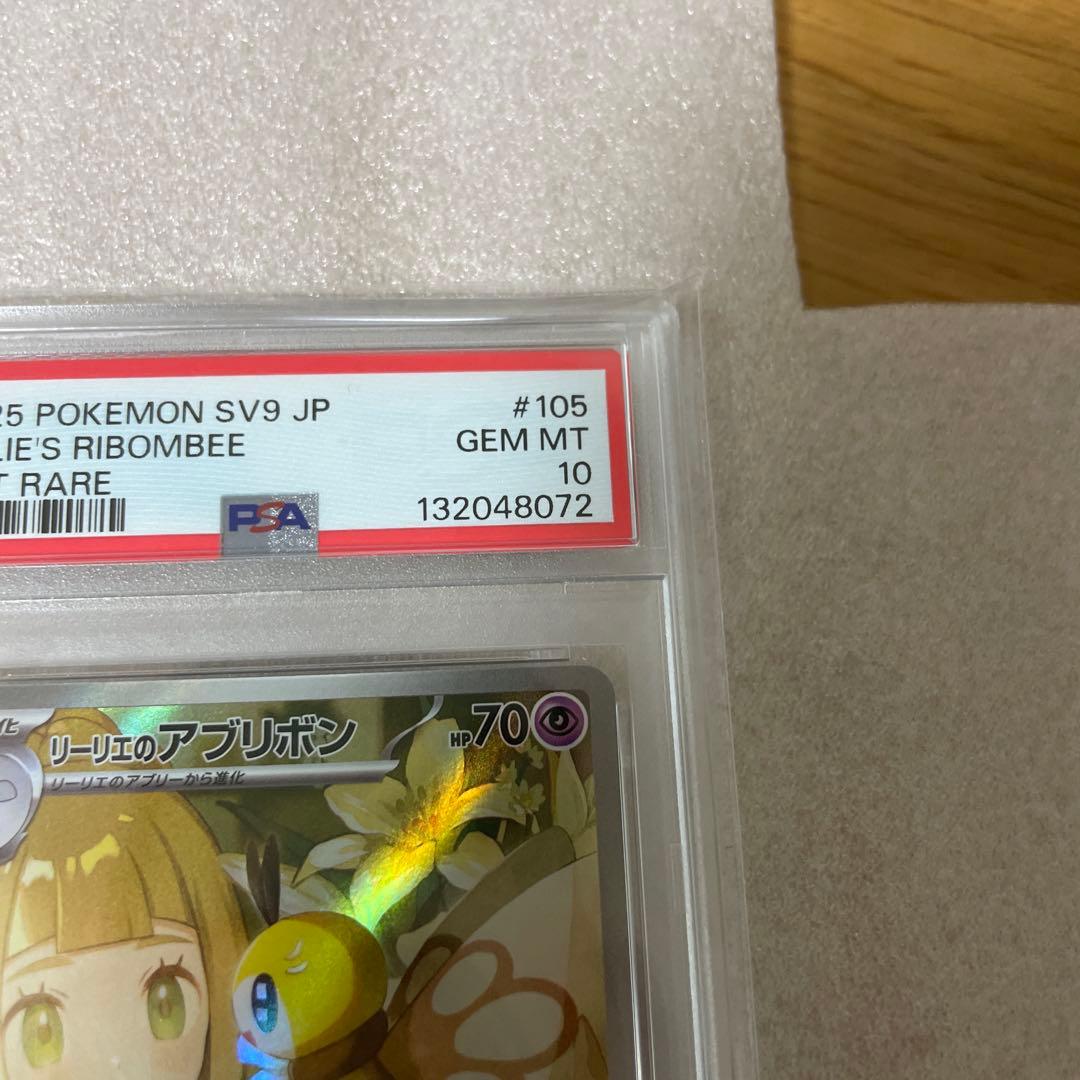 25 POKEMON SV9 JP #105
LIE'S RIBOMBEE GEM MT
T RARE 10
PSA 132048072
化
リーリエのアブリボン HP70
リーリエのアブリーから進化